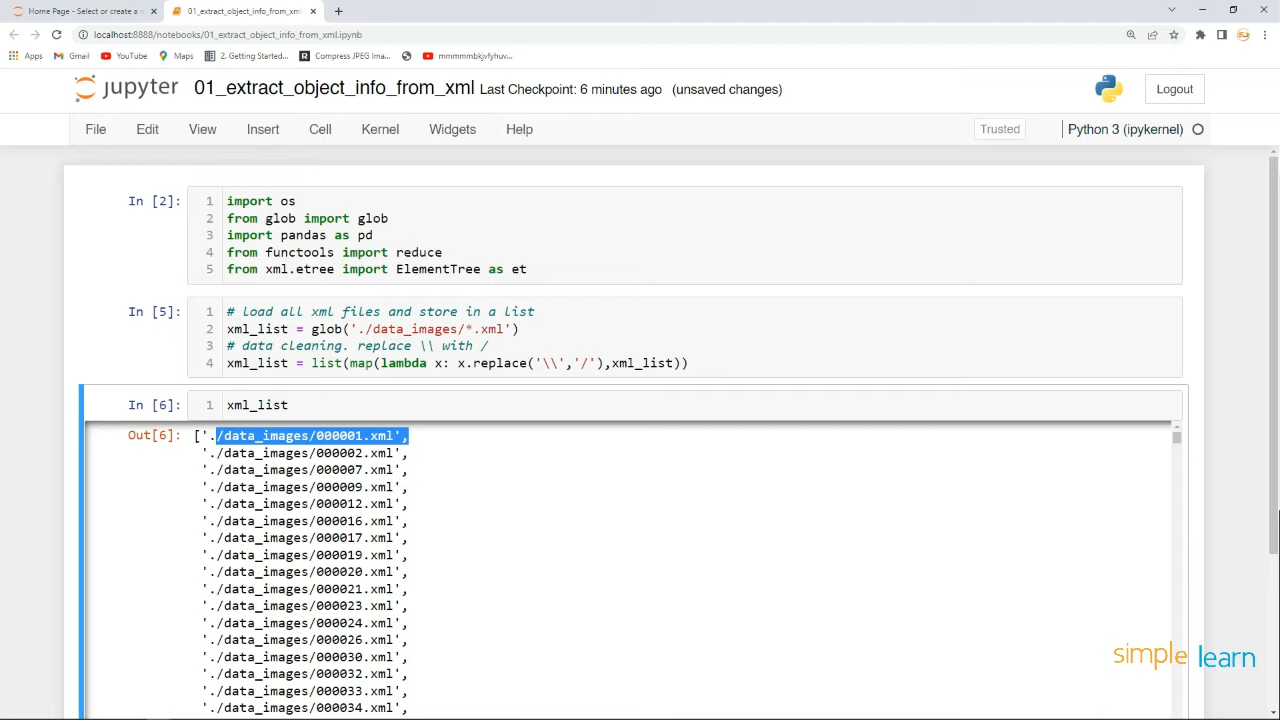 Home Page - Select or create a n
01_extract_object_info_from_xml
localhost:8888/notebooks/01_extract_object_info_from_xml.ipynb
Apps Gmail YouTube Maps 2. Getting Started... Compress JPEG Ima... mmmmmbkjvfyhuv...
jupyter 01_extract_object_info_from_xml Last Checkpoint: 6 minutes ago (unsaved changes) Logout
File Edit View Insert Cell Kernel Widgets Help Trusted Python 3 (ipykernel)
In [2]: 1 import os
2 from glob import glob
3 import pandas as pd
4 from functools import reduce
5 from xml.etree import ElementTree as et
In [5]: 1 # load all xml files and store in a list
2 xml_list = glob('./data_images/*.xml')
3 # data cleaning. replace \\ with /
4 xml_list = list(map(lambda x: x.replace('\\','/'),xml_list))
In [6]: 1 xml_list
Out[6]: ['./data_images/000001.xml',
'./data_images/000002.xml',
'./data_images/000007.xml',
'./data_images/000009.xml',
'./data_images/000012.xml',
'./data_images/000016.xml',
'./data_images/000017.xml',
'./data_images/000019.xml',
'./data_images/000020.xml',
'./data_images/000021.xml',
'./data_images/000023.xml',
'./data_images/000024.xml',
'./data_images/000026.xml',
'./data_images/000030.xml',
'./data_images/000032.xml',
'./data_images/000033.xml',
'./data_images/000034.xml',
simplelearn